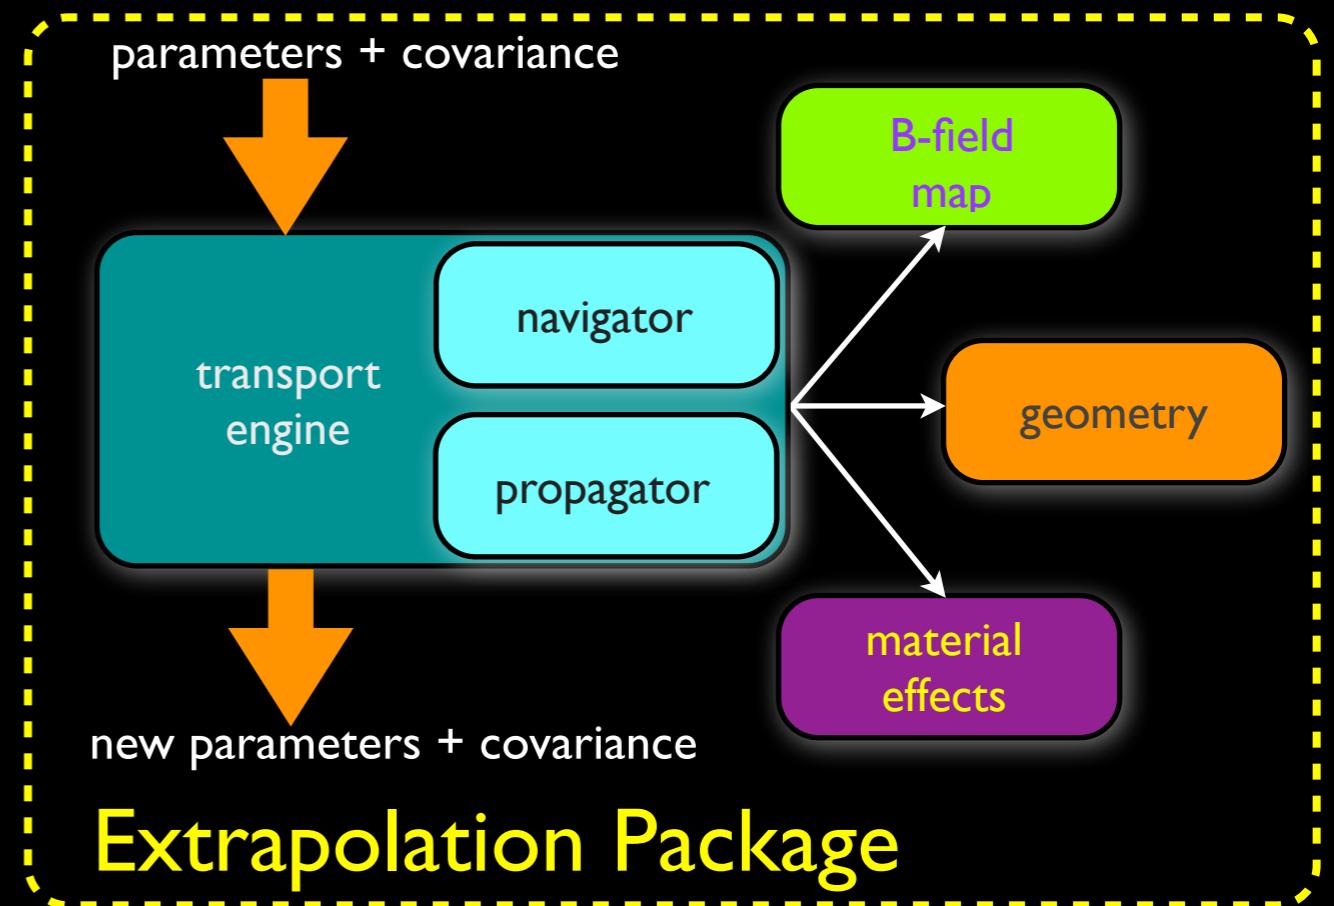 parameters + covariance
B-field
map
navigator
transport
engine
propagator
geometry
material
effects
new parameters + covariance
Extrapolation Package